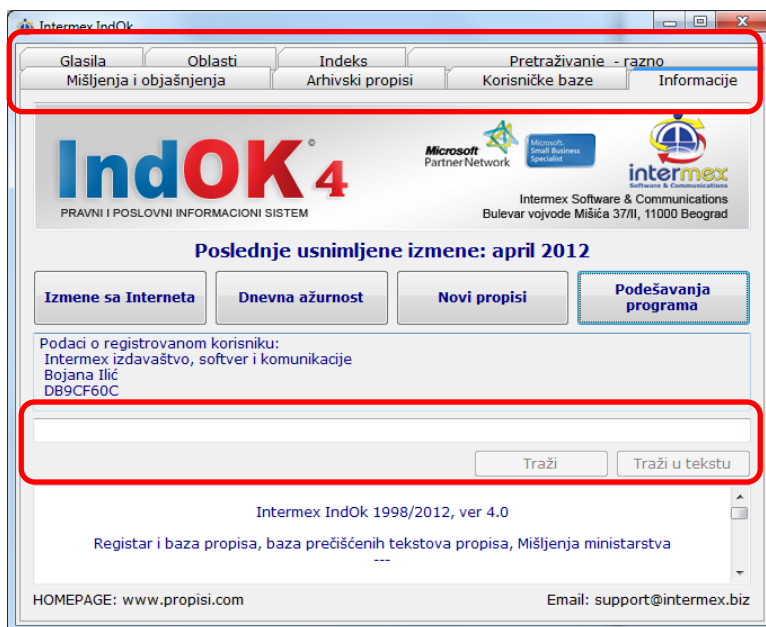 Intermex IndOk
Glasila Oblasti Indeks Pretraživanje - razno
Mišljenja i objašnjenja Arhivski propisi Korisničke baze Informacije
IndOK 4
PRAVNI I POSLOVNI INFORMACIONI SISTEM
Microsoft
Partner Network
Microsoft
Small Business
Specialist
intermex
Software & Communications
Intermex Software & Communications
Bulevar vojvode Mišića 37/II, 11000 Beograd
Poslednje usnimljene izmene: april 2012
Izmene sa Interneta Dnevna ažurnost Novi propisi Podešavanja
programa
Podaci o registrovanom korisniku:
Intermex izdavaštvo, softver i komunikacije
Bojana Ilić
DB9CF60C
Traži Traži u tekstu
Intermex IndOk 1998/2012, ver 4.0
Registar i baza propisa, baza prečišćenih tekstova propisa, Mišljenja ministarstva
---
HOMEPAGE: www.propisi.com Email: support@intermex.biz